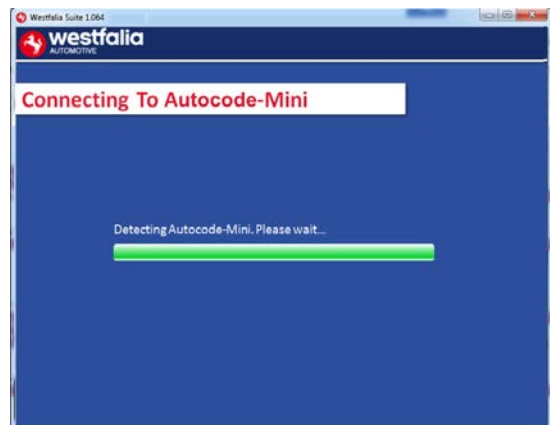 Westfalia Suite 1.064
westfalia
AUTOMOTIVE
Connecting To Autocode-Mini
Detecting Autocode-Mini. Please wait...